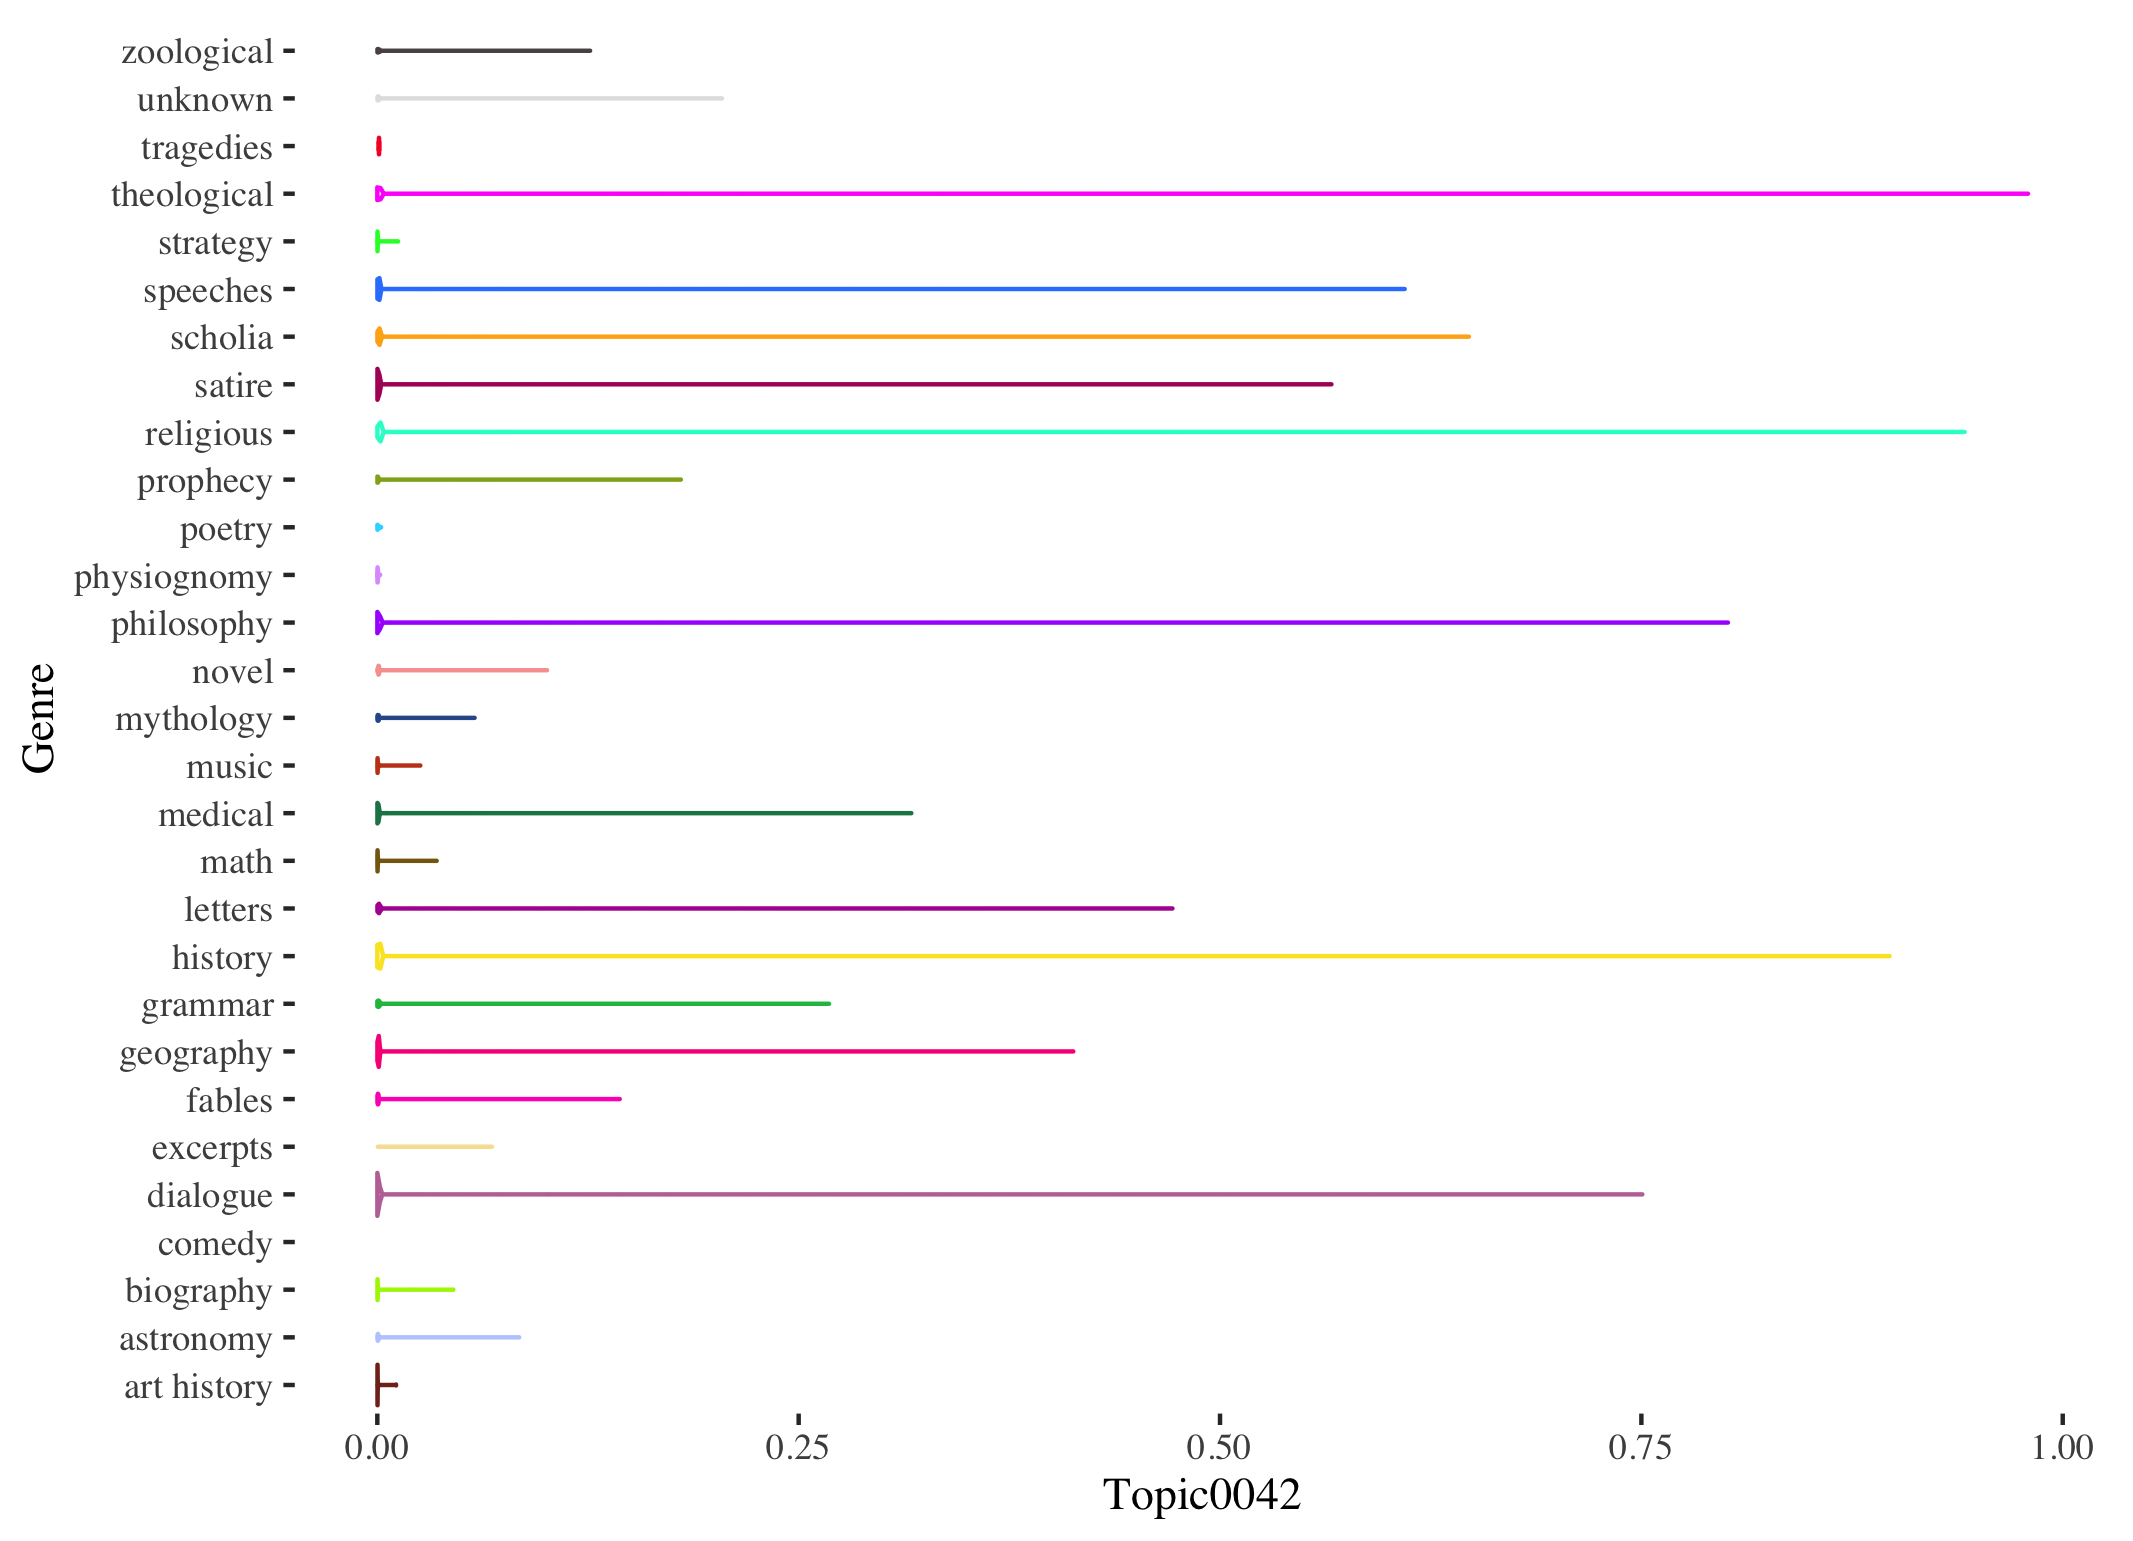 zoological
unknown
tragedies
theological
strategy
speeches
scholia
satire
religious
prophecy
poetry
physiognomy
philosophy
novel
mythology
music
medical
math
letters
history
grammar
geography
fables
excerpts
dialogue
comedy
biography
astronomy
art history
Genre
0.00 0.25 0.50 0.75 1.00
Topic0042